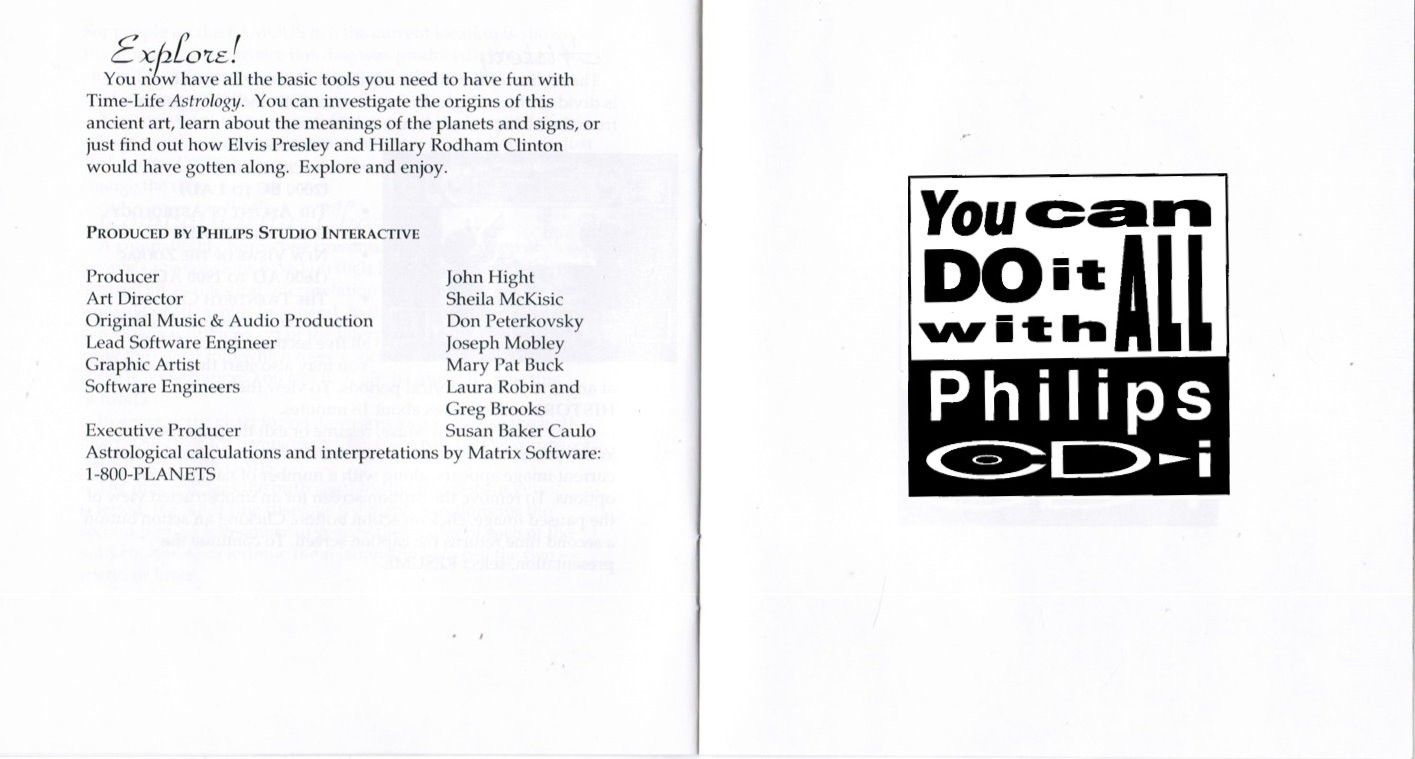 Explore!
You now have all the basic tools you need to have fun with
Time-Life Astrology. You can investigate the origins of this
ancient art, learn about the meanings of the planets and signs, or
just find out how Elvis Presley and Hillary Rodham Clinton
would have gotten along. Explore and enjoy.
PRODUCED BY PHILIPS STUDIO INTERACTIVE
Producer John Hight
Art Director Sheila McKisic
Original Music & Audio Production Don Peterkovsky
Lead Software Engineer Joseph Mobley
Graphic Artist Mary Pat Buck
Software Engineers Laura Robin and
Greg Brooks
Executive Producer Susan Baker Caulo
Astrological calculations and interpretations by Matrix Software:
1-800-PLANETS
You can
DO it
with ALL
Philips
CD-i